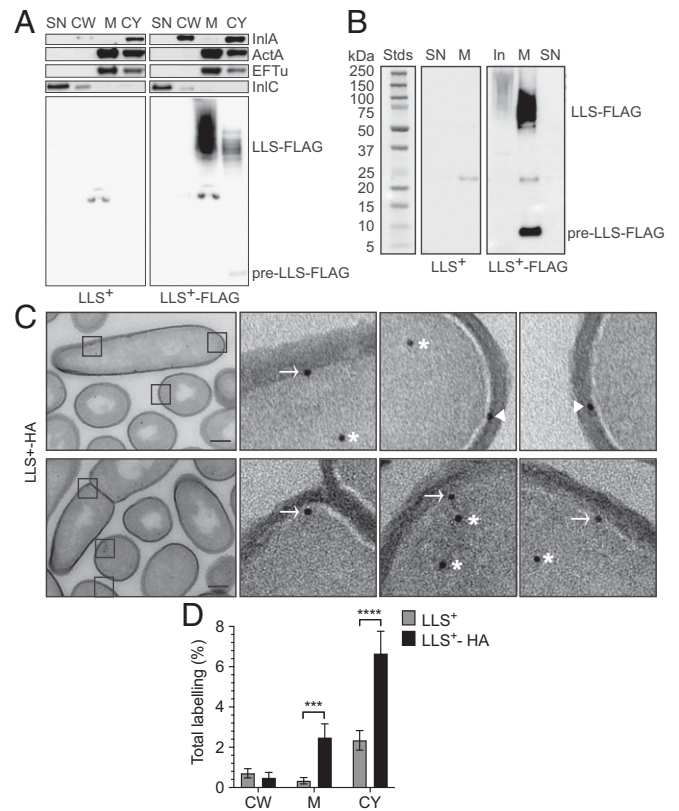 A
SN CW M CY SN CW M CY
InlA
ActA
EFTu
InlC
LLS-FLAG
pre-LLS-FLAG
LLS+
LLS+-FLAG
B
kDa Stds SN M In M SN
250
150
100
75
50
37
25
20
15
10
5
LLS-FLAG
pre-LLS-FLAG
LLS+
LLS+-FLAG
C
LLS+-HA
*
*
*
*
*
D
Total labelling (%)
8
6
4
2
0
***
****
LLS+
LLS+- HA
CW M CY